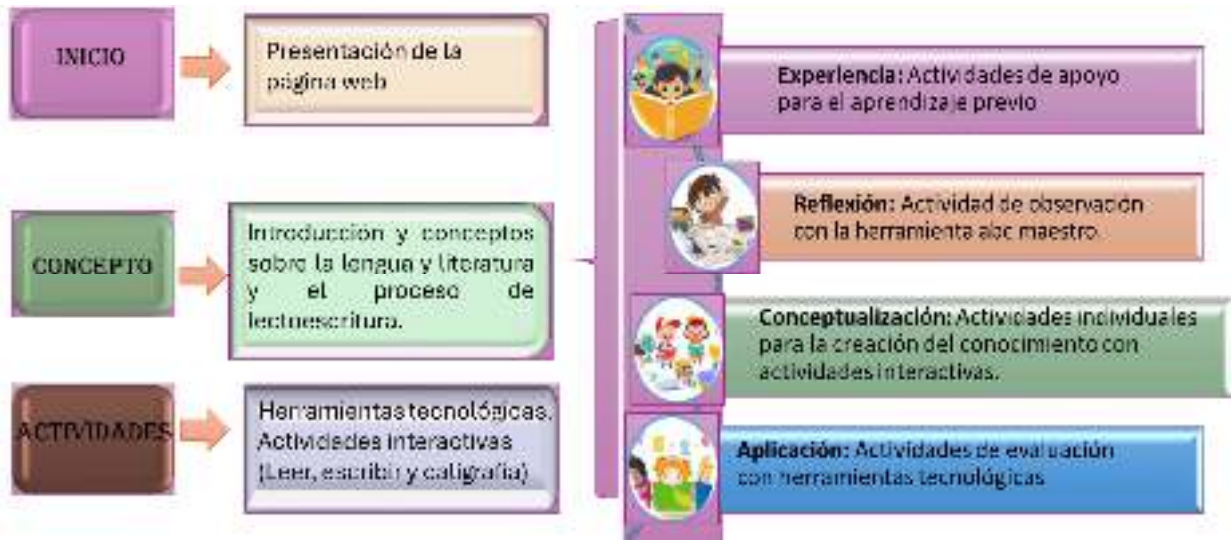 INICIO
Presentación de la
página web
CONCEPTO
Introducción y conceptos
sobre la lengua y literatura
y el proceso de
lectoescritura.
ACTIVIDADES
Herramientas tecnológicas.
Actividades interactivas
(Leer, escribir y caligrafía)
Experiencia: Actividades de apoyo
para el aprendizaje previo
Reflexión: Actividad de observación
con la herramienta abc maestro.
Conceptualización: Actividades individuales
para la creación del conocimiento con
actividades interactivas.
Aplicación: Actividades de evaluación
con herramientas tecnológicas